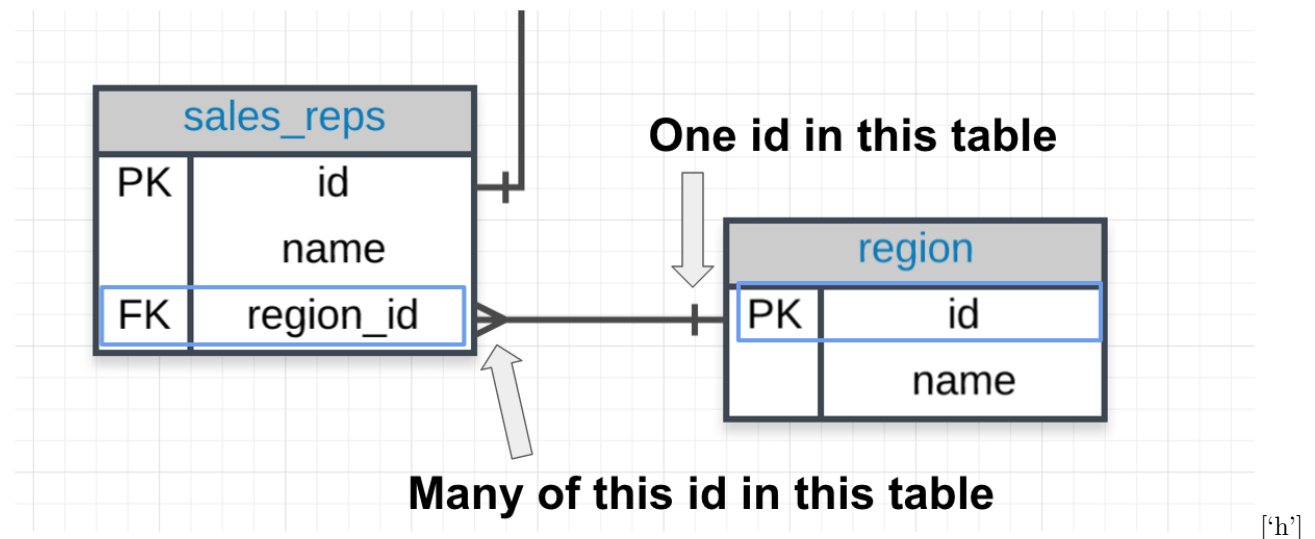 sales_reps
PK id
name
FK region_id
One id in this table
region
PK id
name
Many of this id in this table
[‘h’]